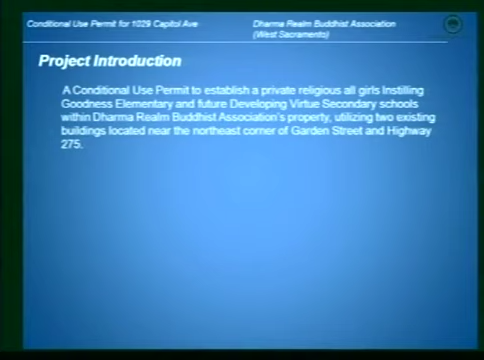 Conditional Use Permit for 1029 Capitol Ave
Dharma Realm Buddhist Association
(West Sacramento)
Project Introduction
A Conditional Use Permit to establish a private religious all girls Instilling
Goodness Elementary and future Developing Virtue Secondary schools
within Dharma Realm Buddhist Association's property, utilizing two existing
buildings located near the northeast corner of Garden Street and Highway
275.